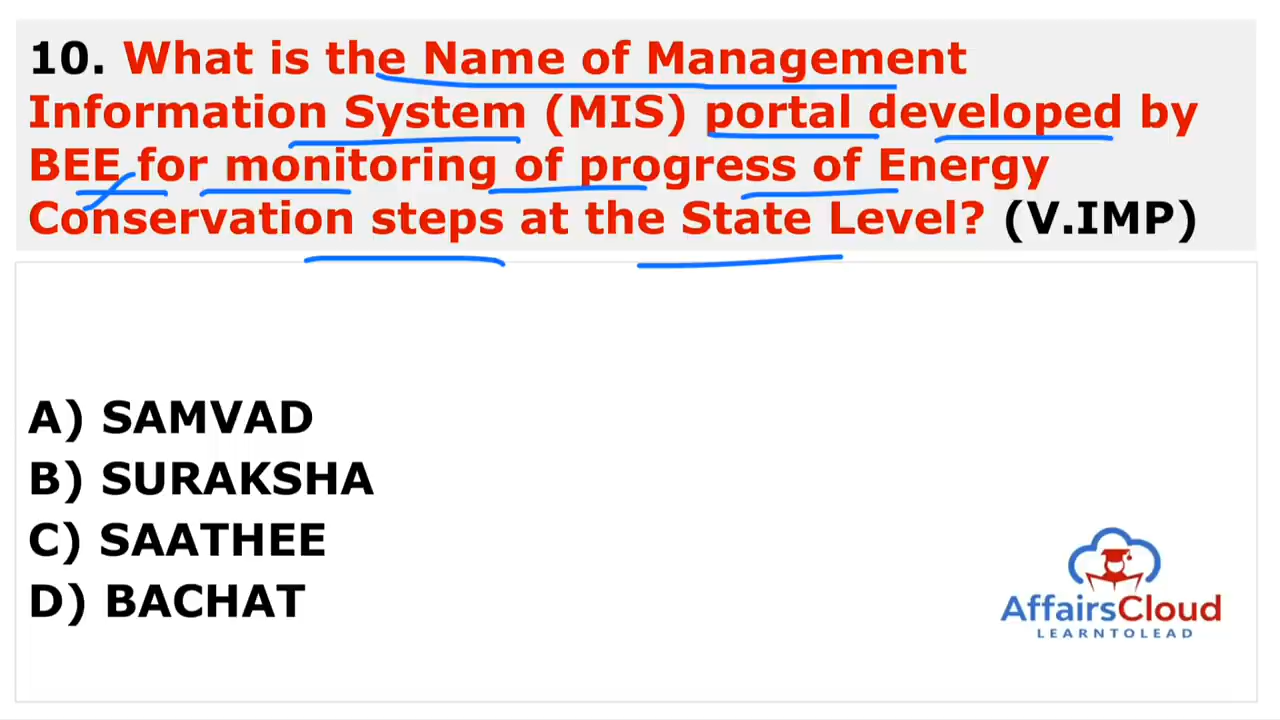 10. What is the Name of Management
Information System (MIS) portal developed by
BEE for monitoring of progress of Energy
Conservation steps at the State Level? (V.IMP)
A) SAMVAD
B) SURAKSHA
C) SAATHEE
D) BACHAT
AffairsCloud
LEARNTOLEAD